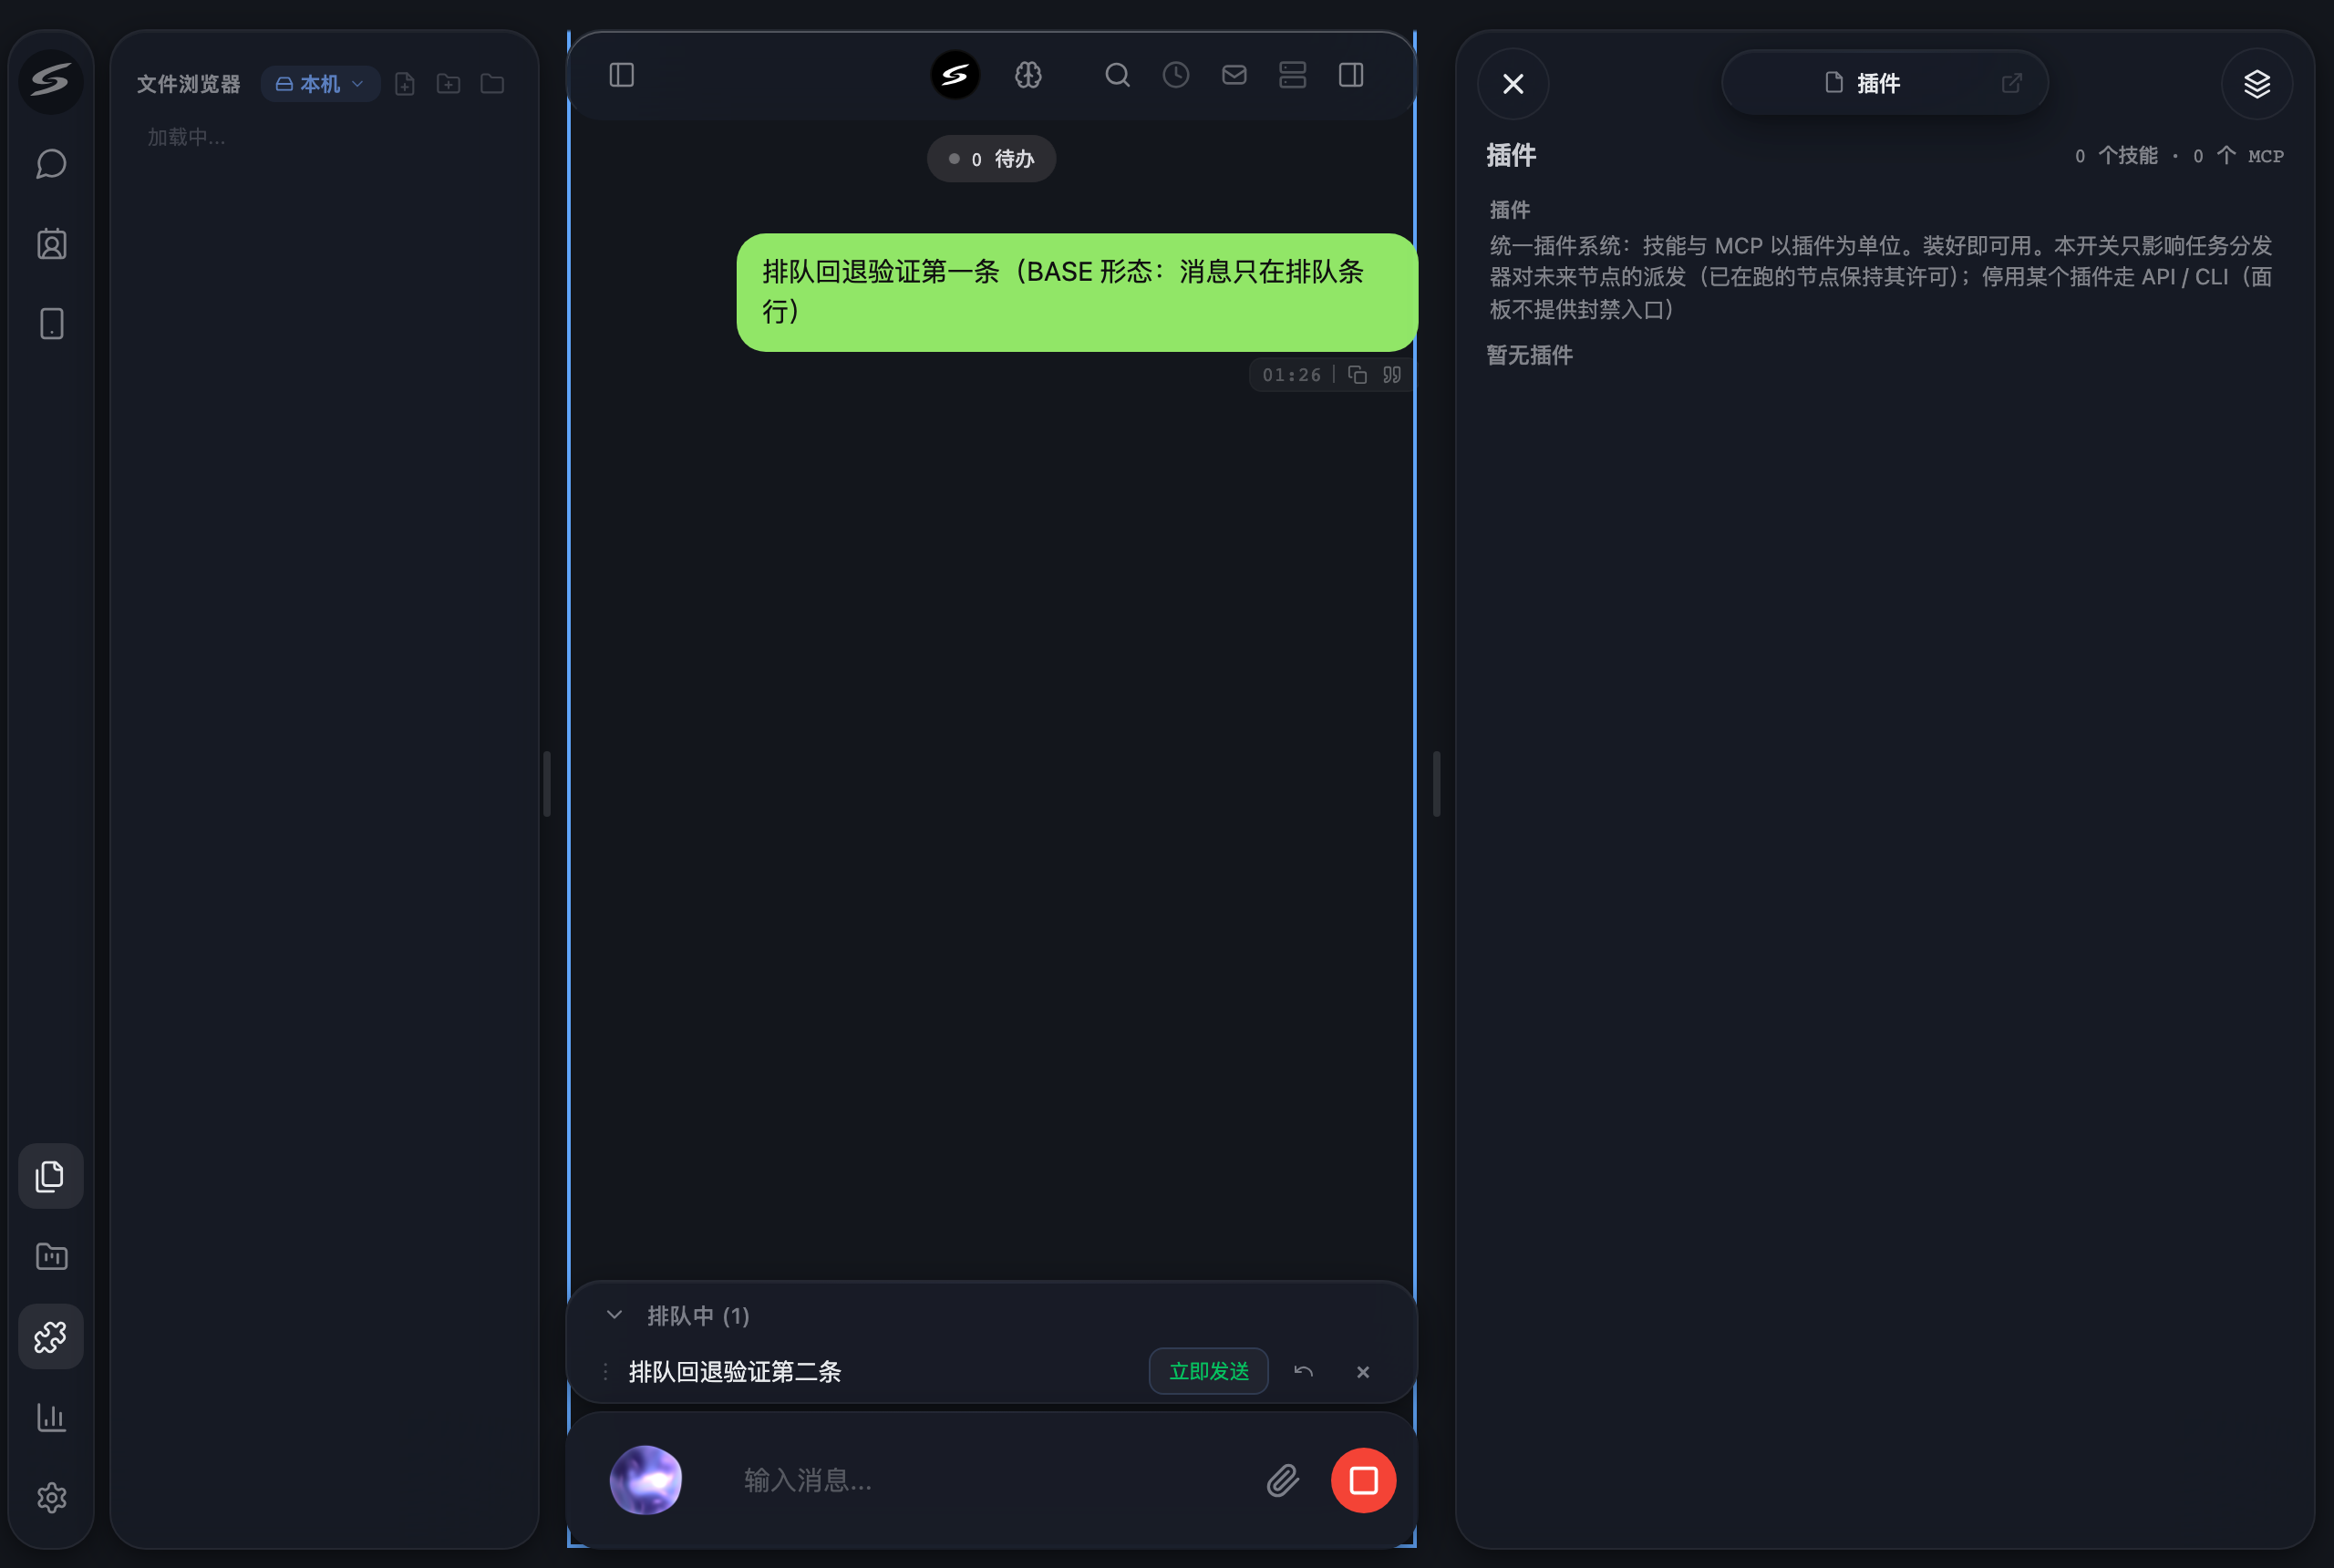 文件浏览器
本机
加载中...
0 待办
排队回退验证第一条（BASE 形态：消息只在排队条
行）
01:26
排队中 (1)
排队回退验证第二条
立即发送
输入消息...
插件
插件
0 个技能 · 0 个 MCP
插件
统一插件系统：技能与 MCP 以插件为单位。装好即可用。本开关只影响任务分发
器对未来节点的派发（已在跑的节点保持其许可）；停用某个插件走 API / CLI（面
板不提供封禁入口）
暂无插件